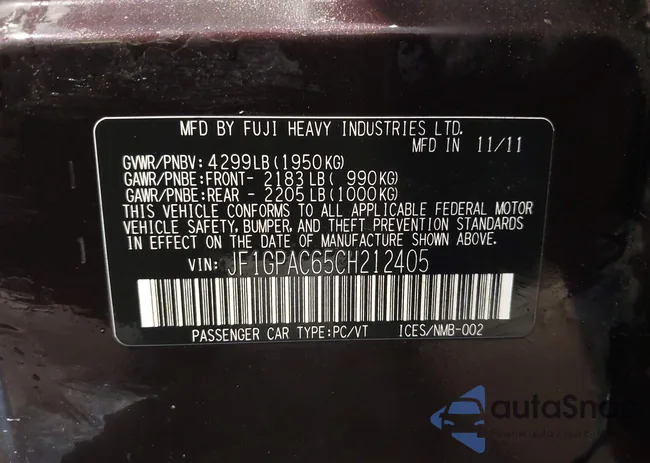 MFD BY FUJI HEAVY INDUSTRIES LTD.
MFD IN 11/11
GVWR/PNBV: 4299LB(1950KG)
GAWR/PNBE:FRONT- 2183LB( 990KG)
GAWR/PNBE:REAR - 2205LB(1000KG)
THIS VEHICLE CONFORMS TO ALL APPLICABLE FEDERAL MOTOR
VEHICLE SAFETY, BUMPER, AND THEFT PREVENTION STANDARDS
IN EFFECT ON THE DATE OF MANUFACTURE SHOWN ABOVE.
VIN: JF1GPAC65CH212405
PASSENGER CAR TYPE:PC/VT ICES/NMB-002